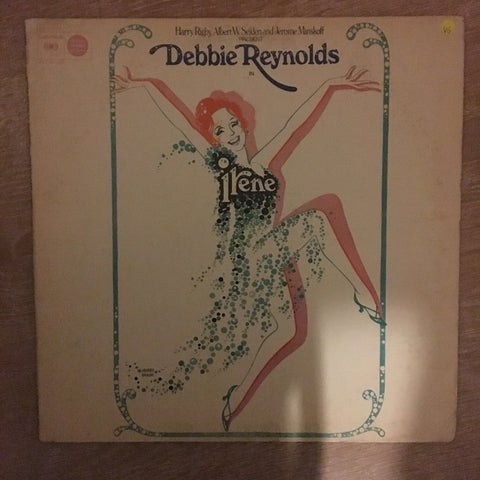 Harry Rigby, Albert W. Selden and Jerome Minskoff
present
Debbie Reynolds
in
irene